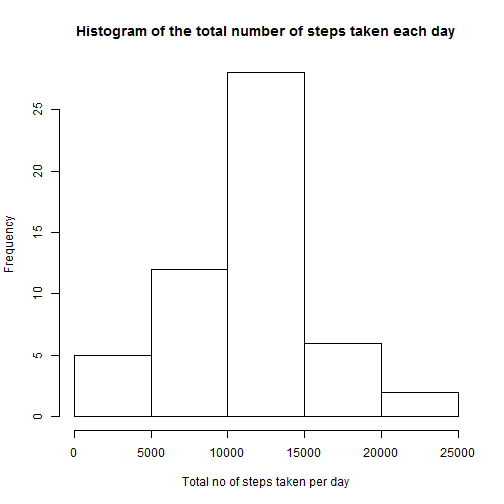 Histogram of the total number of steps taken each day
Frequency
25
20
15
10
5
0
0 5000 10000 15000 20000 25000
Total no of steps taken per day